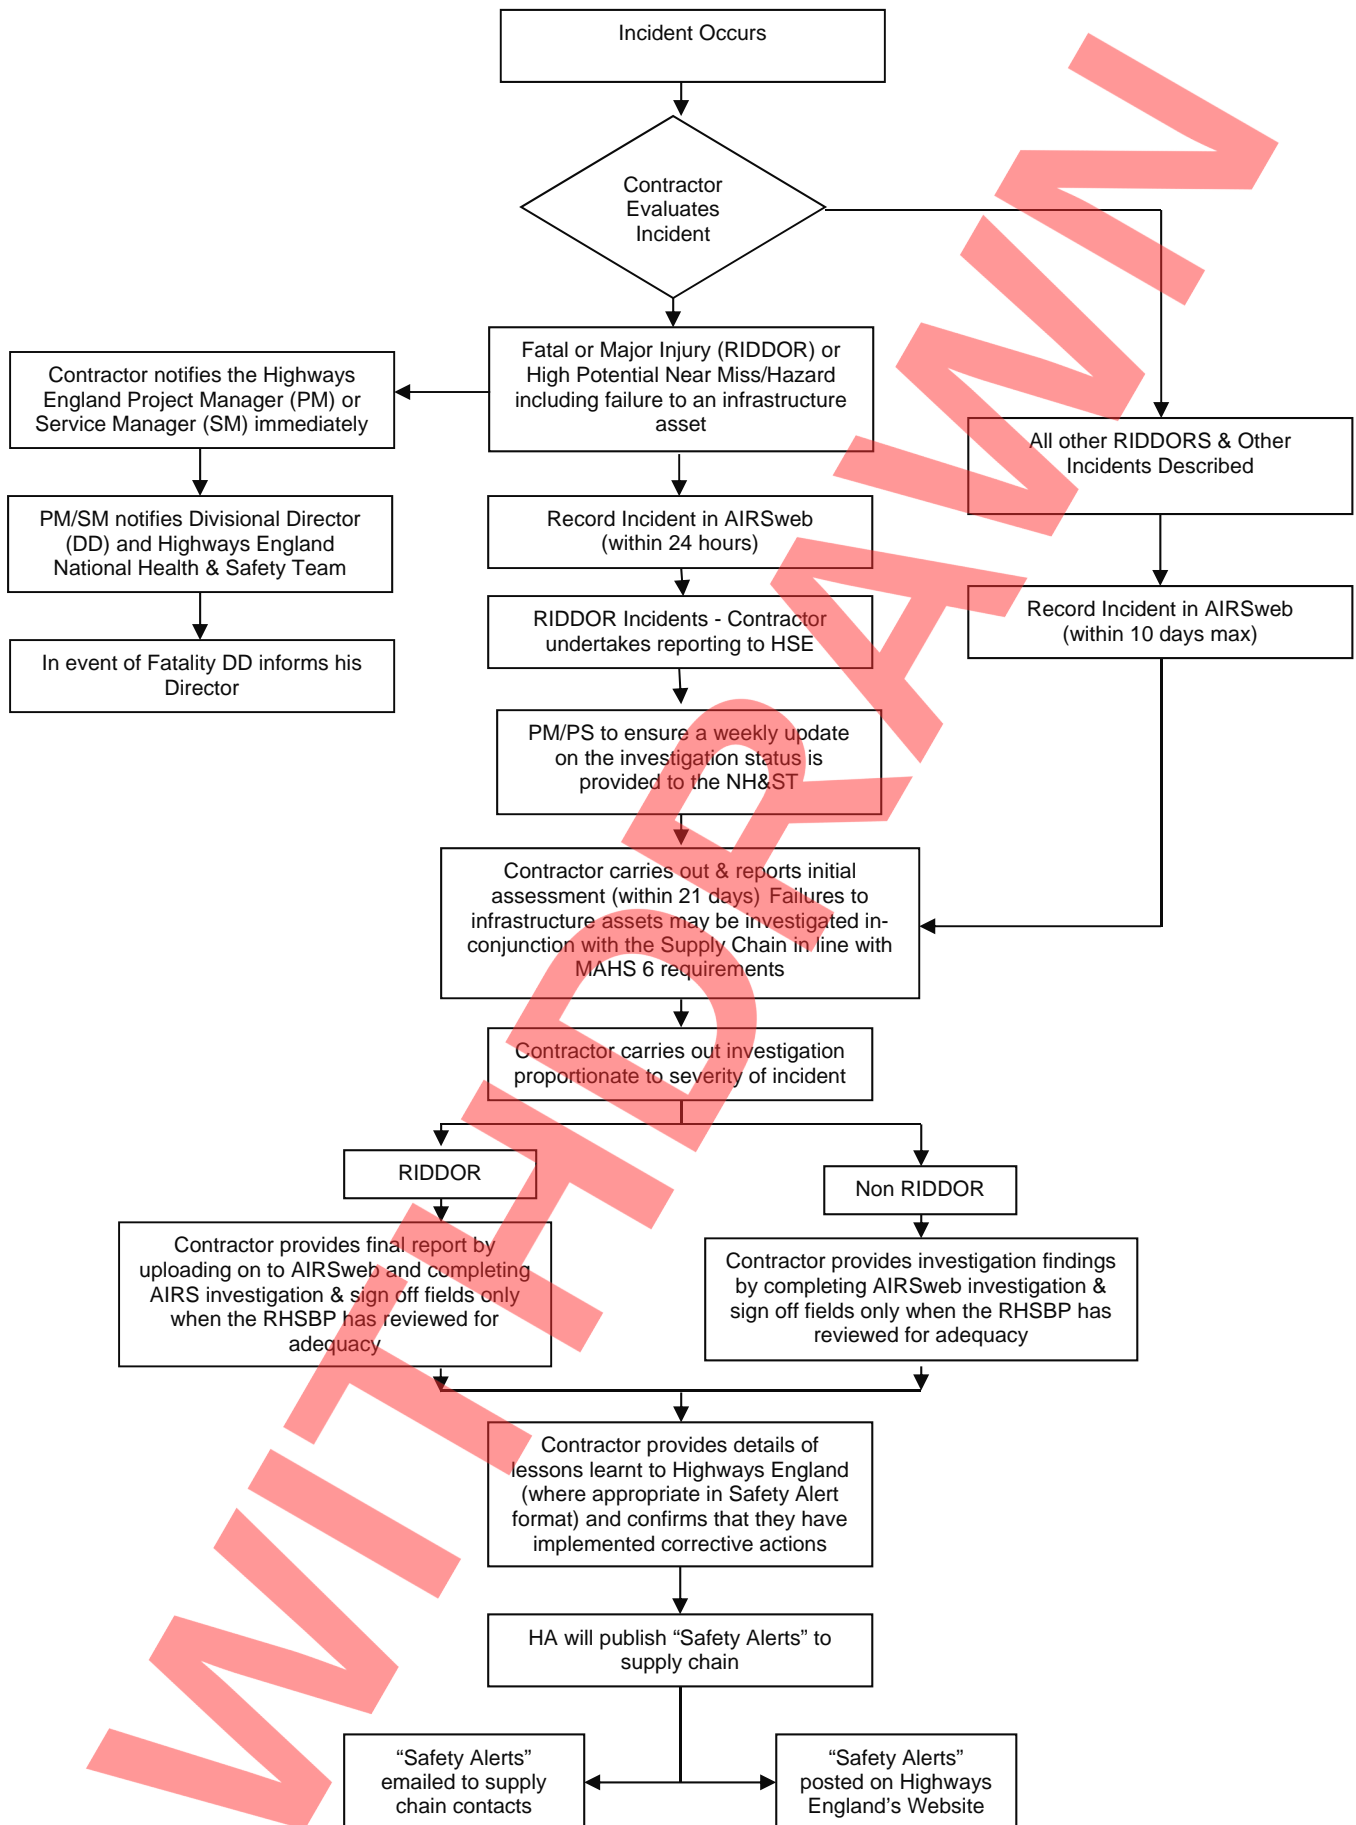 Incident Occurs
Contractor
Evaluates
Incident
Fatal or Major Injury (RIDDOR) or
High Potential Near Miss/Hazard
including failure to an infrastructure
asset
Contractor notifies the Highways
England Project Manager (PM) or
Service Manager (SM) immediately
All other RIDDORS & Other
Incidents Described
PM/SM notifies Divisional Director
(DD) and Highways England
National Health & Safety Team
Record Incident in AIRSweb
(within 24 hours)
Record Incident in AIRSweb
(within 10 days max)
RIDDOR Incidents - Contractor
undertakes reporting to HSE
In event of Fatality DD informs his
Director
PM/PS to ensure a weekly update
on the investigation status is
provided to the NH&ST
Contractor carries out & reports initial
assessment (within 21 days) Failures to
infrastructure assets may be investigated in-
conjunction with the Supply Chain in line with
MAHS 6 requirements
Contractor carries out investigation
proportionate to severity of incident
RIDDOR
Non RIDDOR
Contractor provides final report by
uploading on to AIRSweb and completing
AIRS investigation & sign off fields only
when the RHSBP has reviewed for
adequacy
Contractor provides investigation findings
by completing AIRSweb investigation &
sign off fields only when the RHSBP has
reviewed for adequacy
Contractor provides details of
lessons learnt to Highways England
(where appropriate in Safety Alert
format) and confirms that they have
implemented corrective actions
HA will publish “Safety Alerts” to
supply chain
“Safety Alerts”
emailed to supply
chain contacts
“Safety Alerts”
posted on Highways
England’s Website
WITHDRAWN